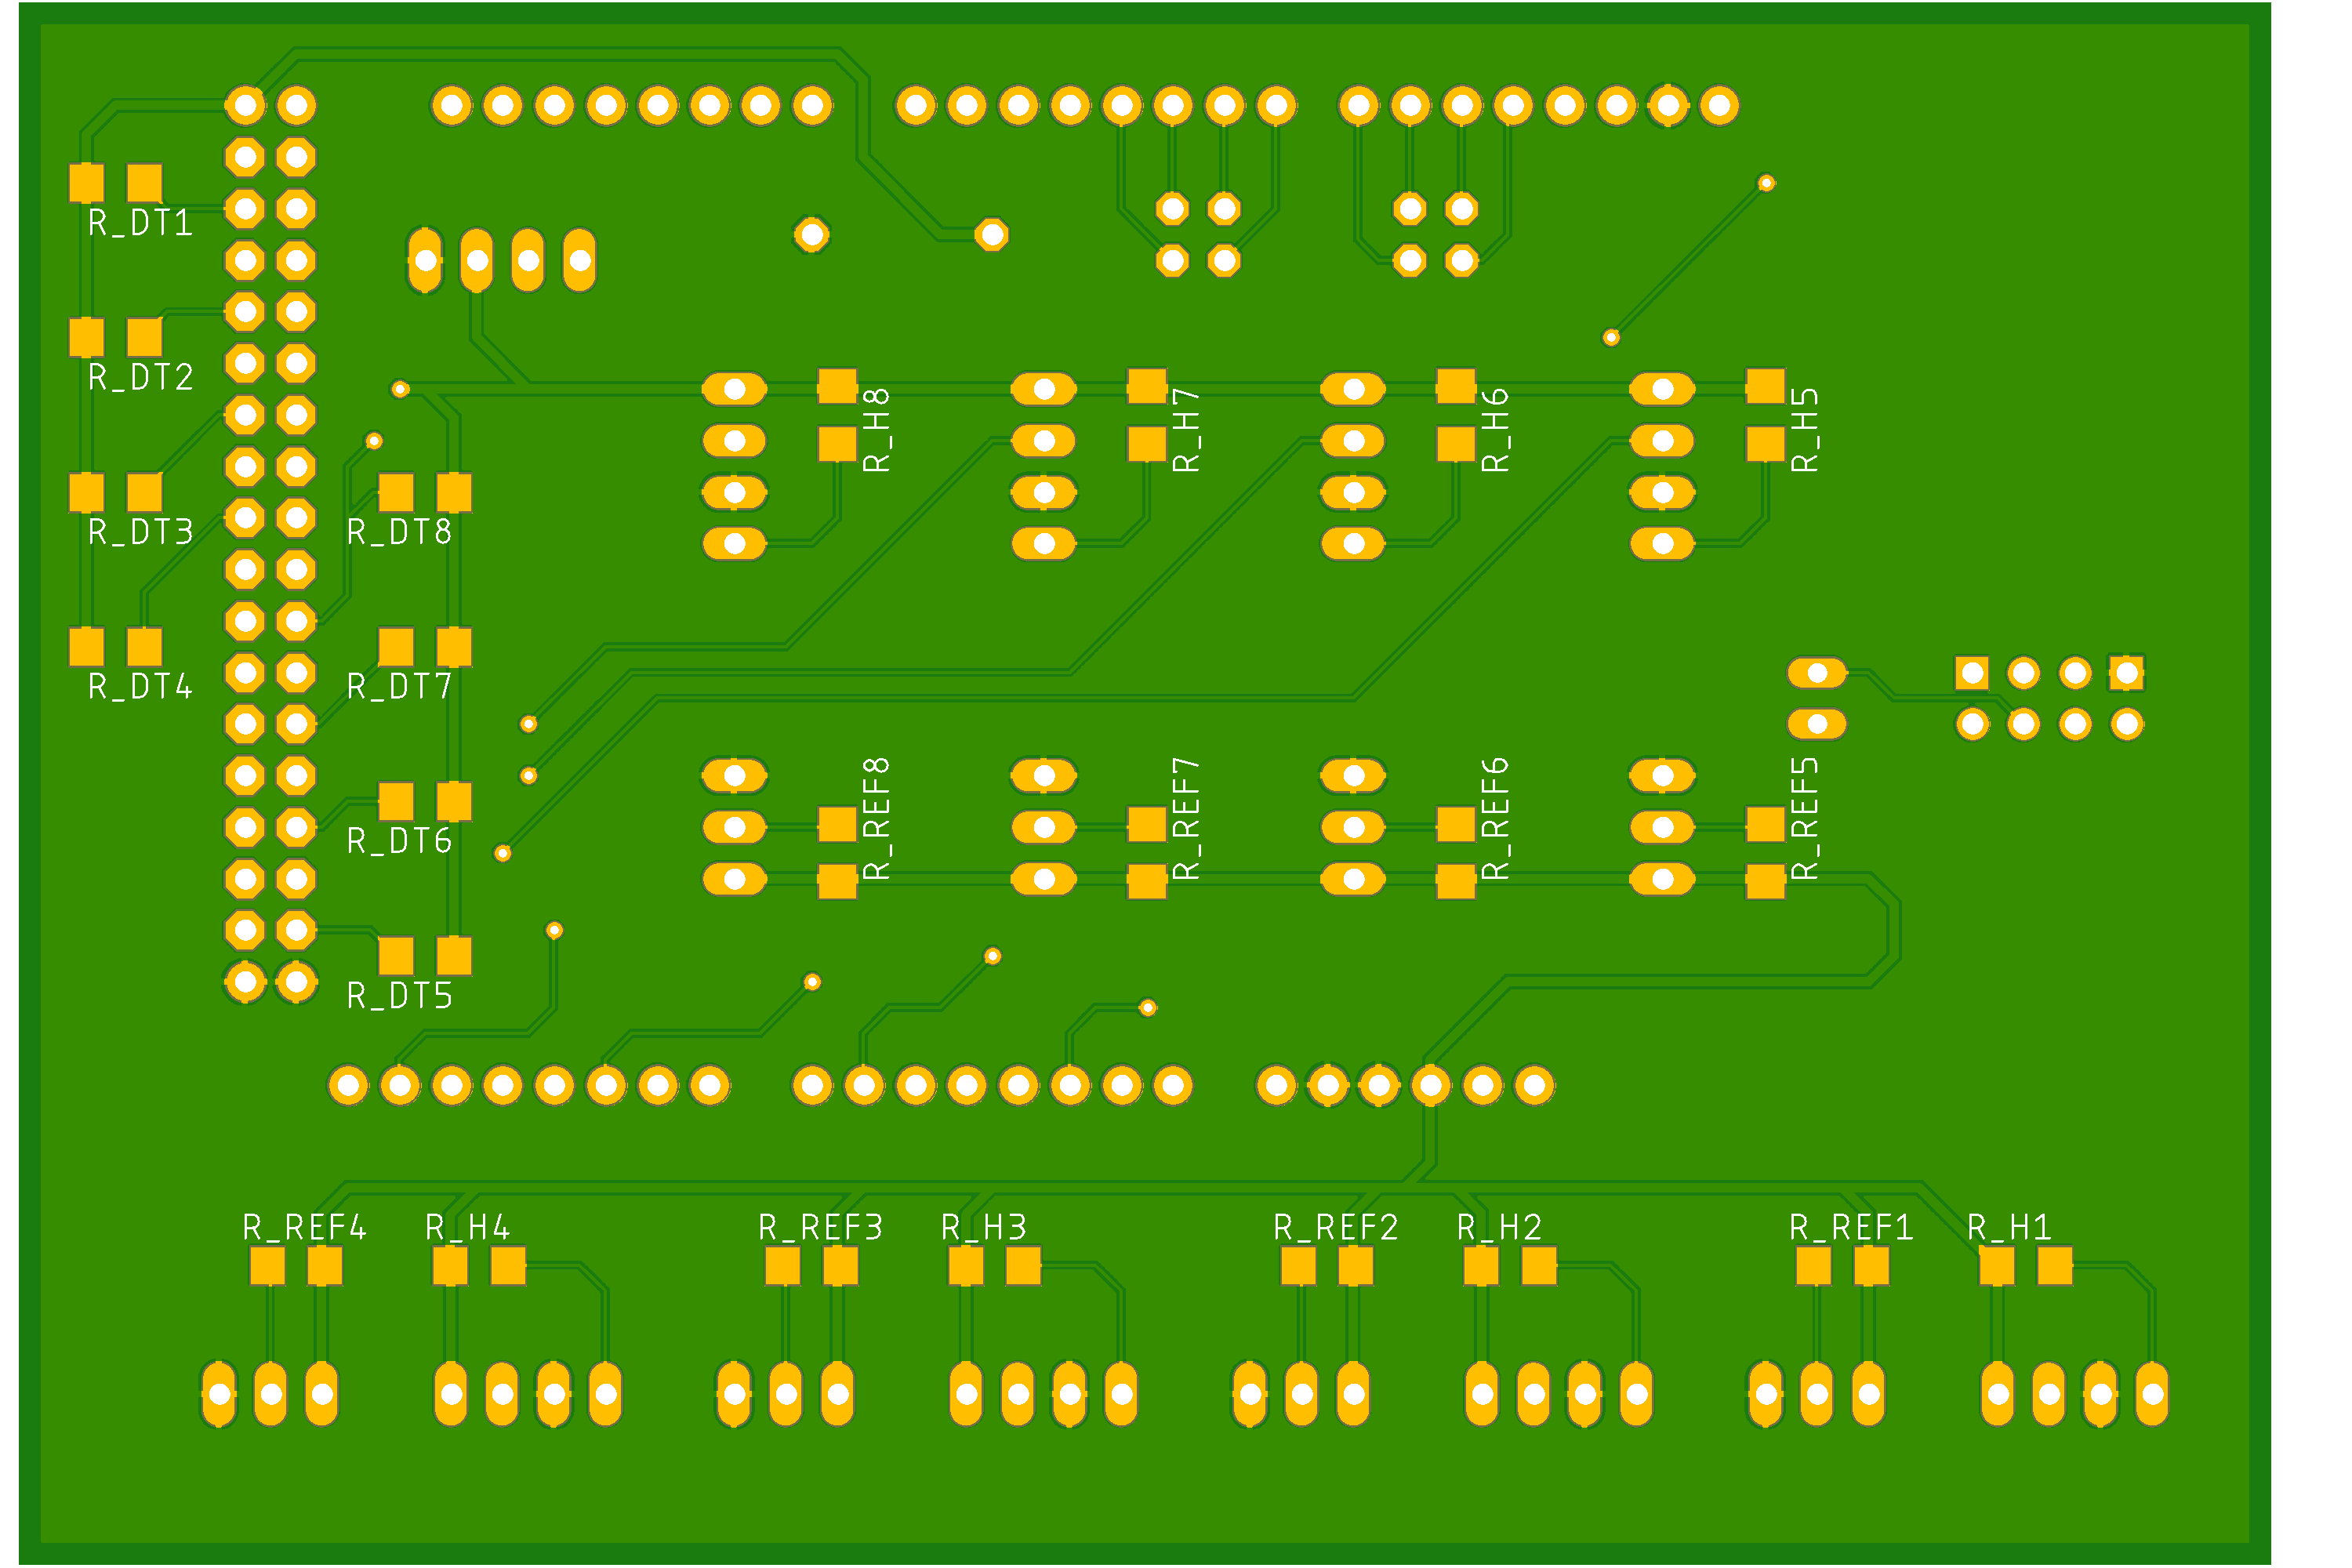 R_DT1
R_DT2
R_DT3
R_DT4
R_DT8
R_DT7
R_DT6
R_DT5
R_H8
R_H7
R_H6
R_H5
R_REF8
R_REF7
R_REF6
R_REF5
R_REF4
R_H4
R_REF3
R_H3
R_REF2
R_H2
R_REF1
R_H1